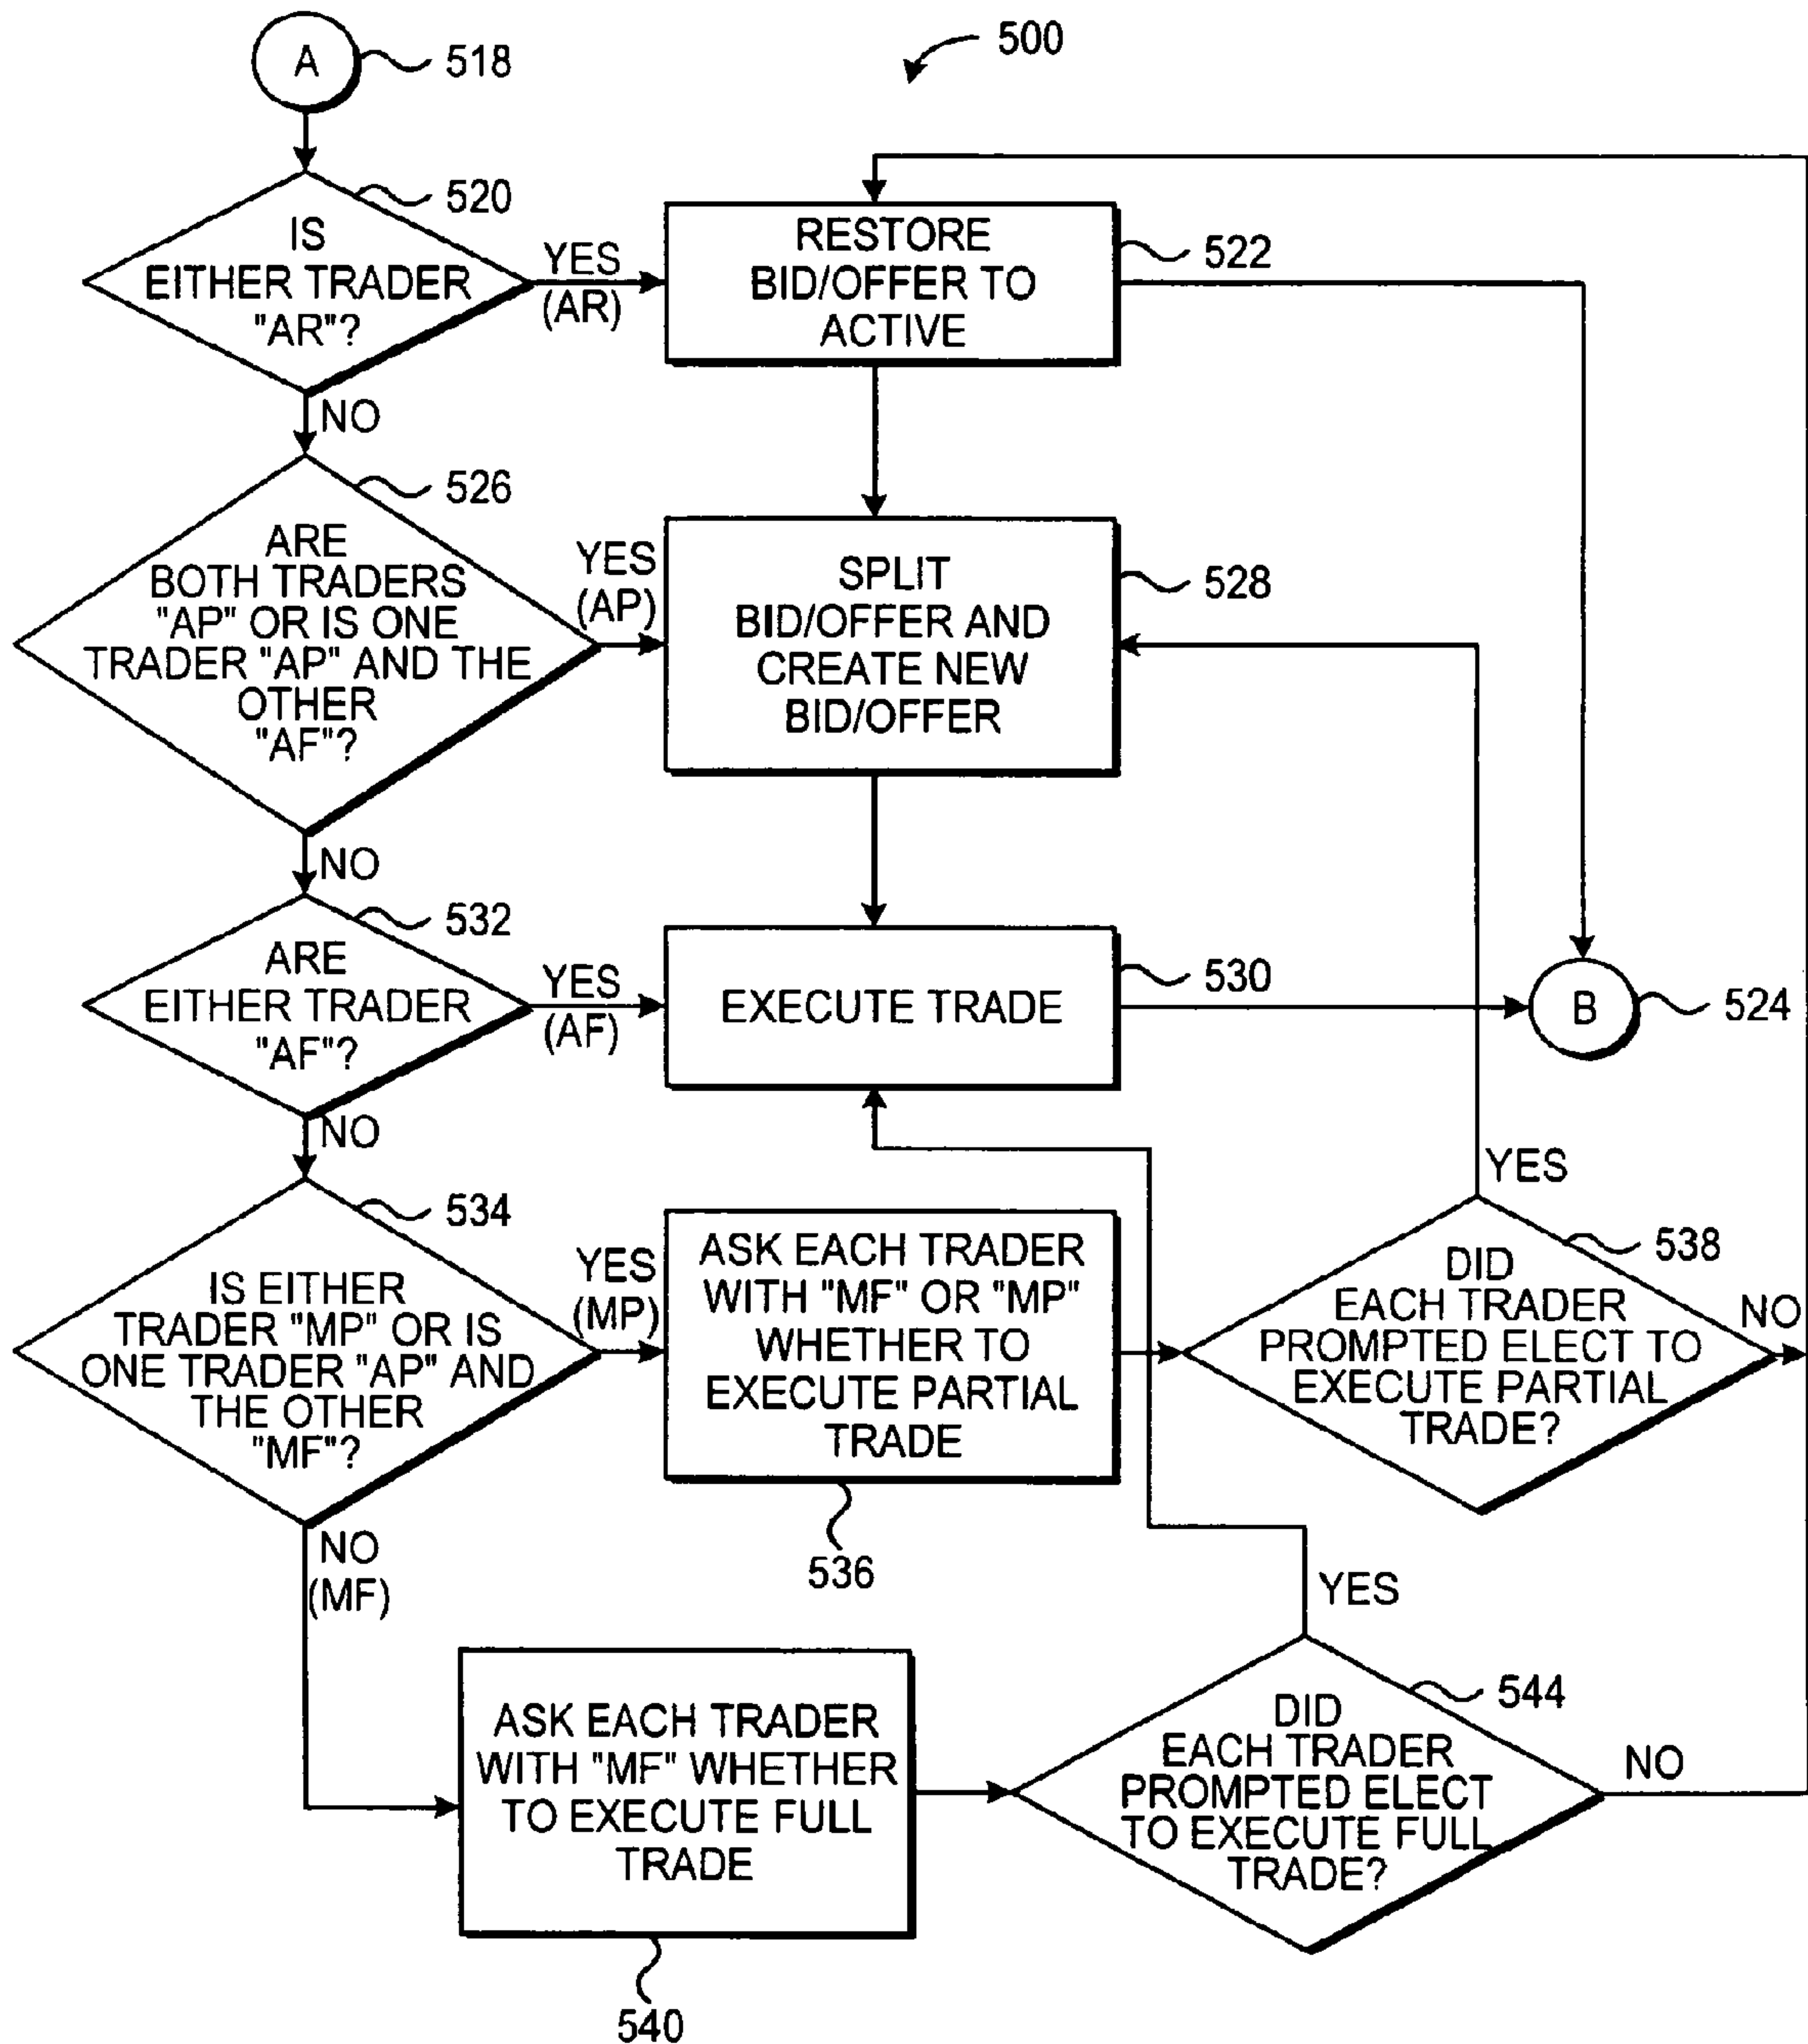 A
518
500
520
IS
EITHER TRADER
"AR"?
YES
(AR)
RESTORE
BID/OFFER TO
ACTIVE
522
NO
526
ARE
BOTH TRADERS
"AP" OR IS ONE
TRADER "AP" AND THE
OTHER
"AF"?
YES
(AP)
SPLIT
BID/OFFER AND
CREATE NEW
BID/OFFER
528
NO
532
ARE
EITHER TRADER
"AF"?
YES
(AF)
EXECUTE TRADE
530
B
524
NO
534
IS EITHER
TRADER "MP" OR IS
ONE TRADER "AP" AND
THE OTHER
"MF"?
YES
(MP)
ASK EACH TRADER
WITH "MF" OR "MP"
WHETHER TO
EXECUTE PARTIAL
TRADE
536
YES
538
DID
EACH TRADER
PROMPTED ELECT TO
EXECUTE PARTIAL
TRADE?
NO
NO
(MF)
ASK EACH TRADER
WITH "MF" WHETHER
TO EXECUTE FULL
TRADE
540
YES
544
DID
EACH TRADER
PROMPTED ELECT
TO EXECUTE FULL
TRADE?
NO